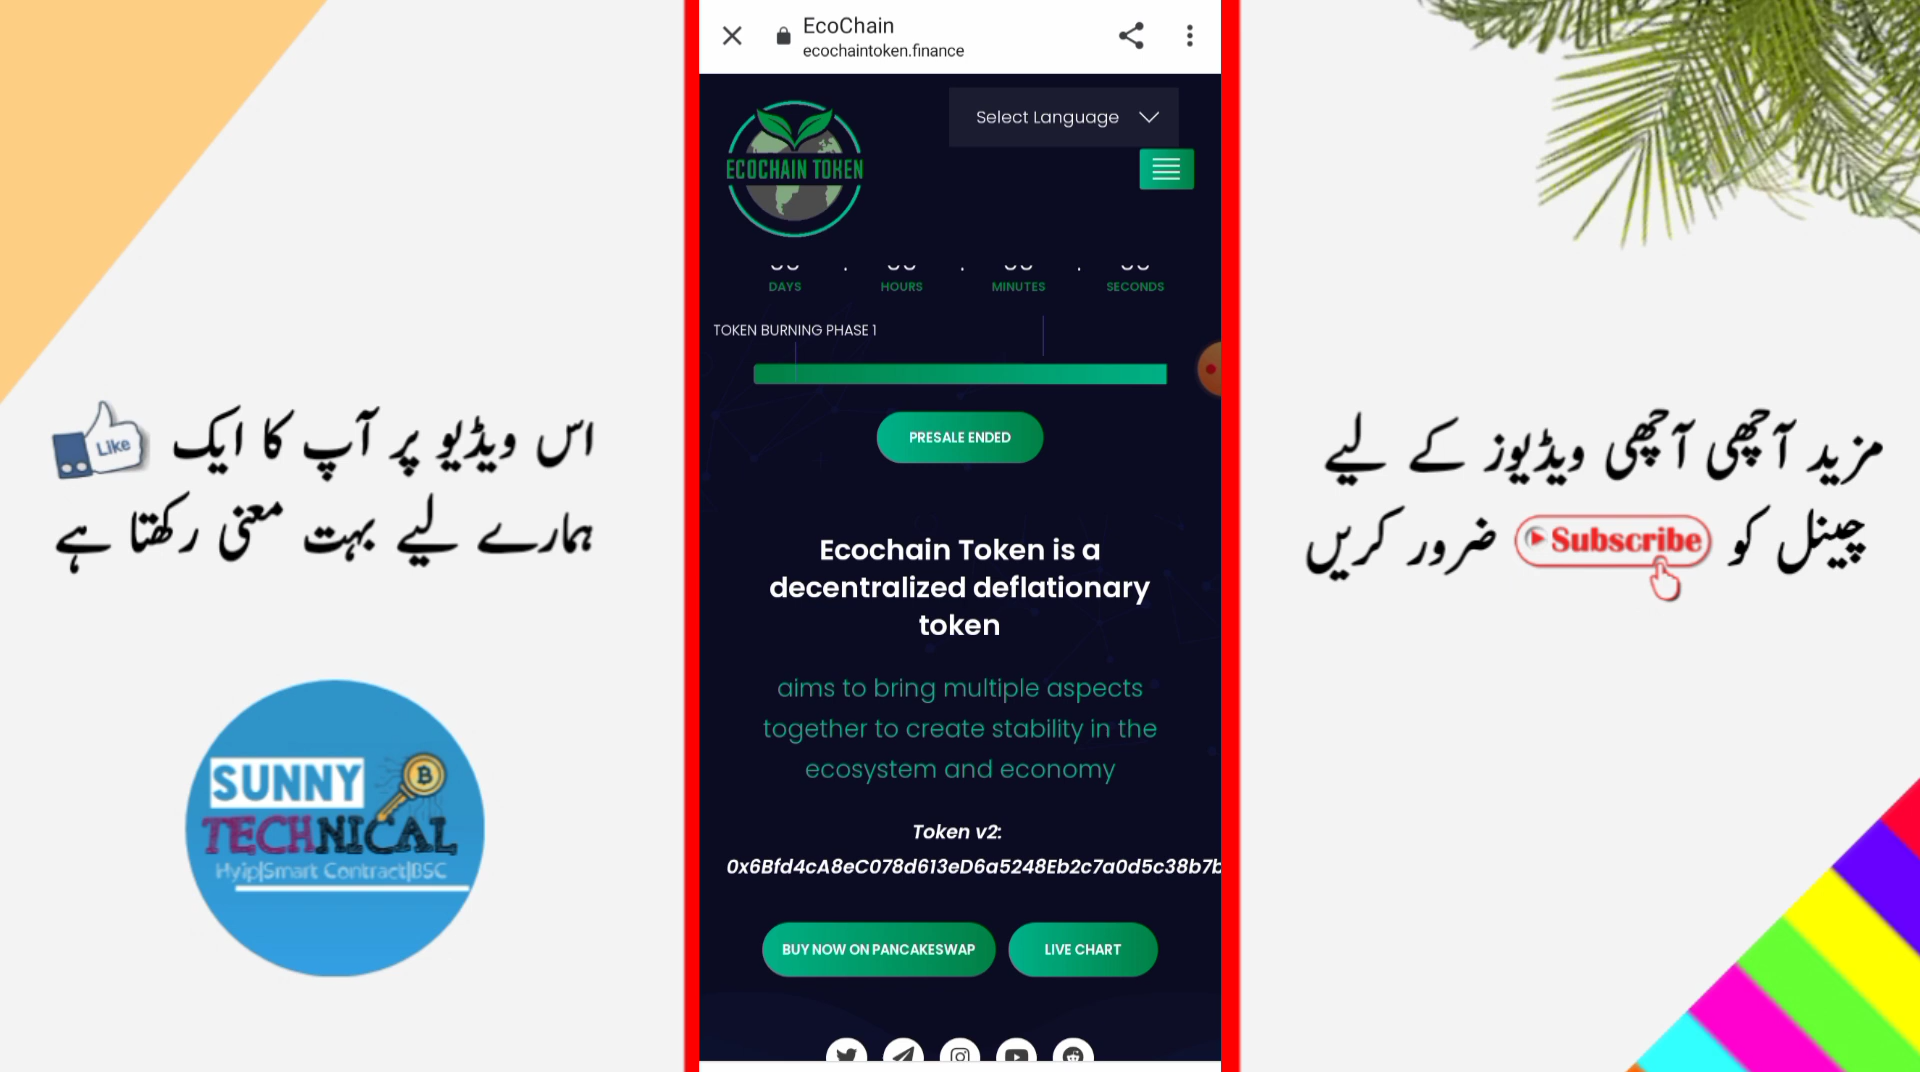 EcoChain
ecochaintoken.finance
ECOCHAIN TOKEN
Select Language
DAYS HOURS MINUTES SECONDS
TOKEN BURNING PHASE 1
PRESALE ENDED
Ecochain Token is a
decentralized deflationary
token
aims to bring multiple aspects
together to create stability in the
ecosystem and economy
Token v2:
0x6Bfd4cA8eC078d613eD6a5248Eb2c7a0d5c38b7b
BUY NOW ON PANCAKESWAP
LIVE CHART
اس ویڈیو پر آپ کا ایک Like
ہمارے لیے بہت معنی رکھتا ہے
SUNNY
TECHNICAL
Hyip|Smart Contract|BSC
مزید آچھی آچھی ویڈیوز کے لیے
چینل کو Subscribe ضرور کریں